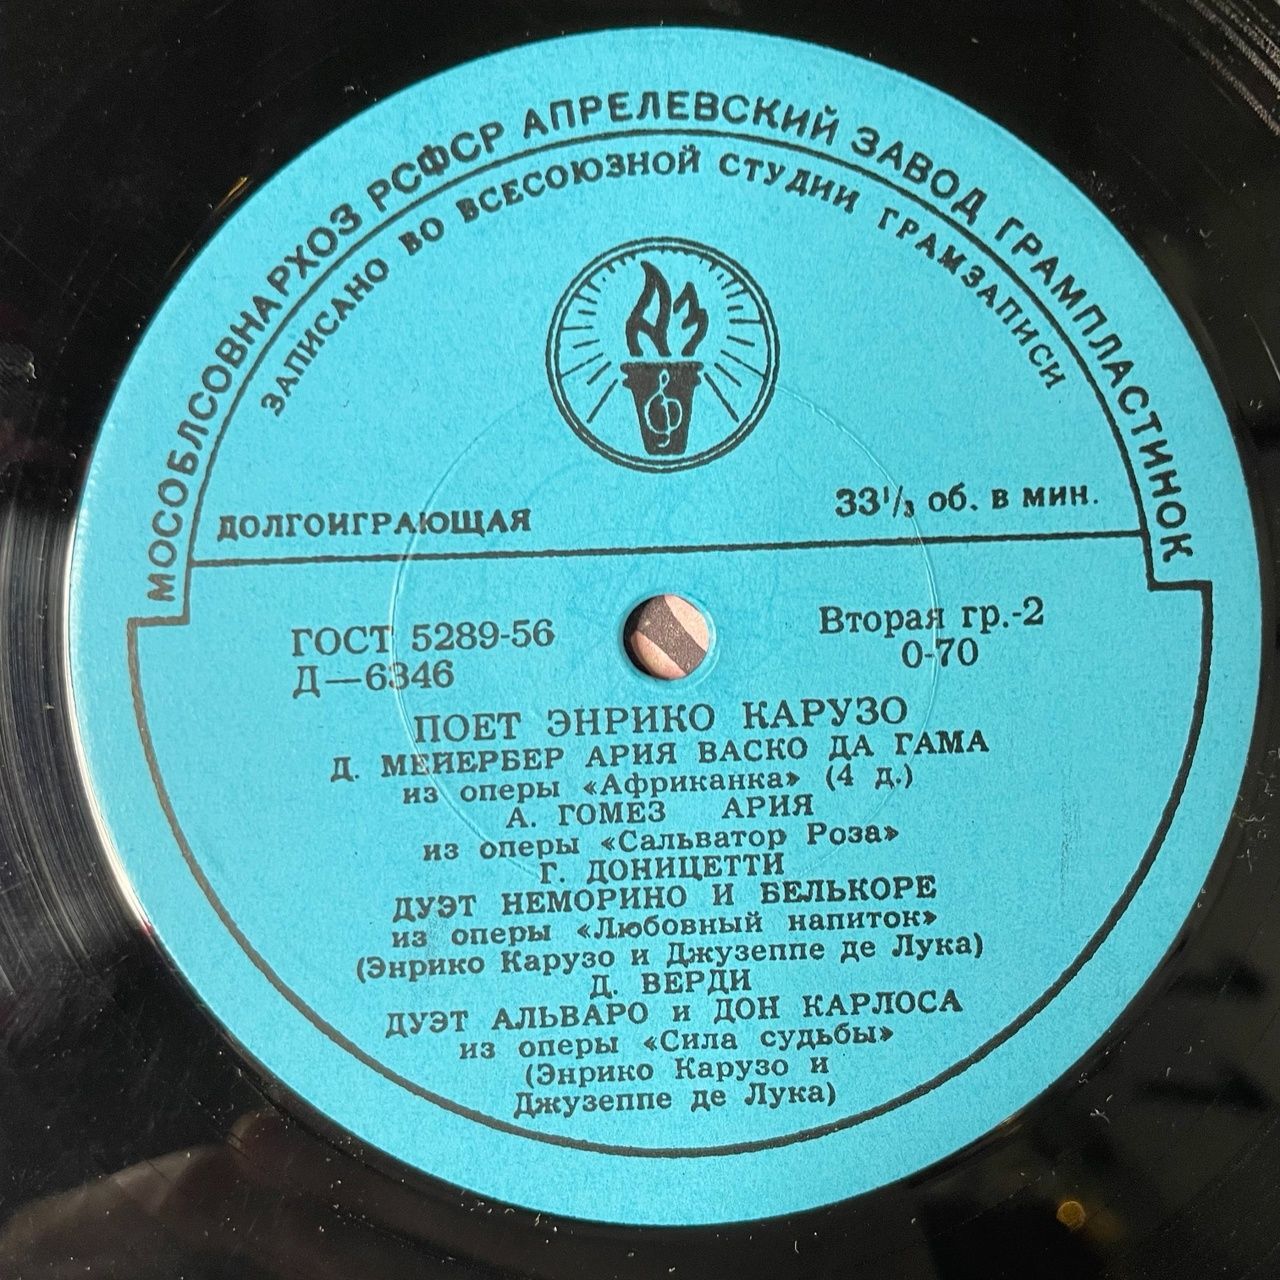 МОСОБЛСОВНАРХОЗ РСФСР АПРЕЛЕВСКИЙ ЗАВОД ГРАМПЛАСТИНОК
ЗАПИСАНО ВО ВСЕСОЮЗНОЙ СТУДИИ ГРАМЗАПИСИ
АЗ
ДОЛГОИГРАЮЩАЯ
33 1/3 об. в мин.
ГОСТ 5289-56
Д—6346
Вторая гр.-2
0-70
ПОЕТ ЭНРИКО КАРУЗО
Д. МЕЙЕРБЕР АРИЯ ВАСКО ДА ГАМА
из оперы «Африканка» (4 д.)
А. ГОМЕЗ АРИЯ
из оперы «Сальватор Роза»
Г. ДОНИЦЕТТИ
ДУЭТ НЕМОРИНО И БЕЛЬКОРЕ
из оперы «Любовный напиток»
(Энрико Карузо и Джузеппе де Лука)
Д. ВЕРДИ
ДУЭТ АЛЬВАРО и ДОН КАРЛОСА
из оперы «Сила судьбы»
(Энрико Карузо и
Джузеппе де Лука)